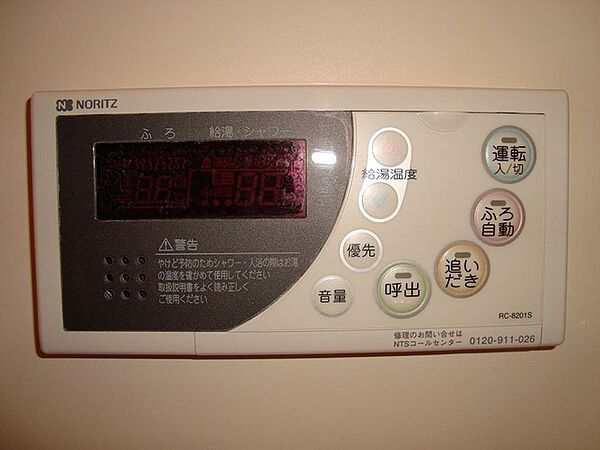 NORITZ
ふろ 給湯・シャワー
給湯温度
運転
入/切
ふろ
自動
優先
追い
だき
音量
呼出
⚠警告
やけど予防のためシャワー・入浴の際はお湯
の温度を確かめて使用してください
取扱説明書をよく読み正しく
ご使用ください
RC-8201S
修理のお問い合せは
NTSコールセンター 0120-911-026